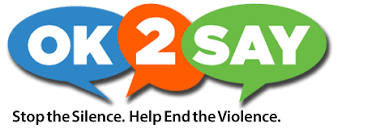 OK 2 SAY
Stop the Silence. Help End the Violence.